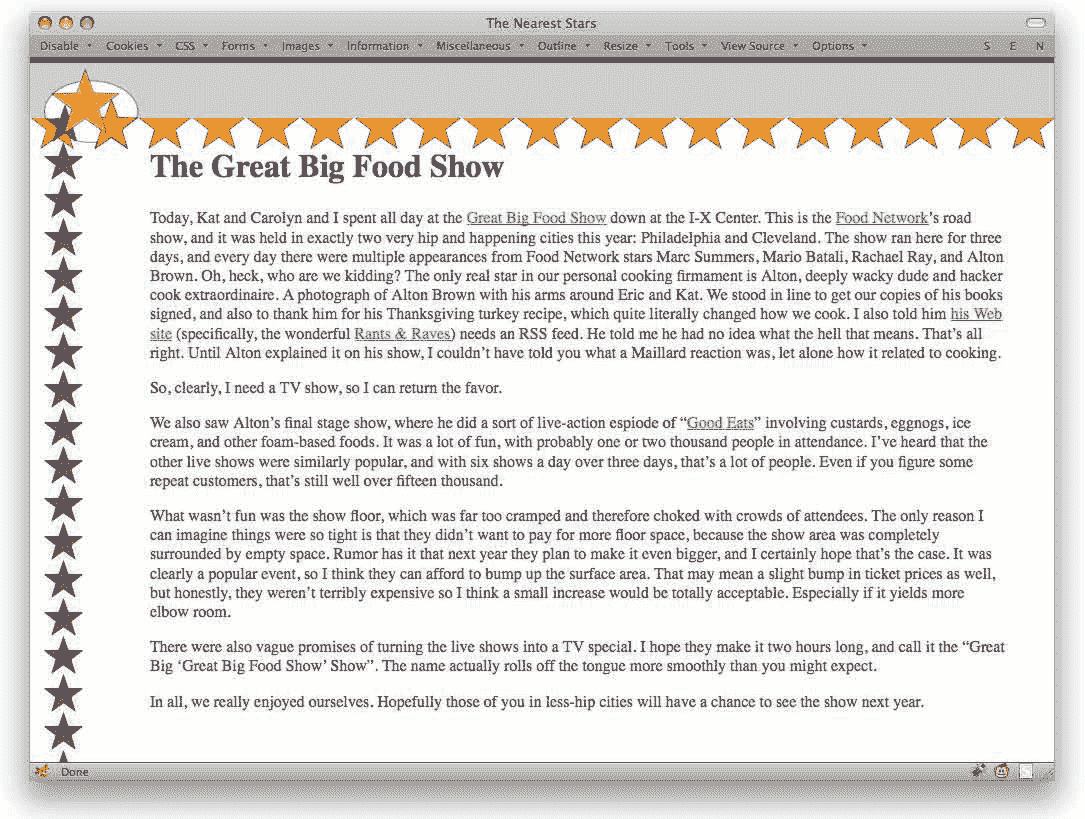 The Nearest Stars
Disable Cookies CSS Forms Images Information Miscellaneous Outline Resize Tools View Source Options S E N
The Great Big Food Show
Today, Kat and Carolyn and I spent all day at the Great Big Food Show down at the I-X Center. This is the Food Network’s road
show, and it was held in exactly two very hip and happening cities this year: Philadelphia and Cleveland. The show ran here for three
days, and every day there were multiple appearances from Food Network stars Marc Summers, Mario Batali, Rachael Ray, and Alton
Brown. Oh, heck, who are we kidding? The only real star in our personal cooking firmament is Alton, deeply wacky dude and hacker
cook extraordinaire. A photograph of Alton Brown with his arms around Eric and Kat. We stood in line to get our copies of his books
signed, and also to thank him for his Thanksgiving turkey recipe, which quite literally changed how we cook. I also told him his Web
site (specifically, the wonderful Rants & Raves) needs an RSS feed. He told me he had no idea what the hell that means. That’s all
right. Until Alton explained it on his show, I couldn’t have told you what a Maillard reaction was, let alone how it related to cooking.
So, clearly, I need a TV show, so I can return the favor.
We also saw Alton’s final stage show, where he did a sort of live-action espiode of “Good Eats” involving custards, eggnogs, ice
cream, and other foam-based foods. It was a lot of fun, with probably one or two thousand people in attendance. I’ve heard that the
other live shows were similarly popular, and with six shows a day over three days, that’s a lot of people. Even if you figure some
repeat customers, that’s still well over fifteen thousand.
What wasn’t fun was the show floor, which was far too cramped and therefore choked with crowds of attendees. The only reason I
can imagine things were so tight is that they didn’t want to pay for more floor space, because the show area was completely
surrounded by empty space. Rumor has it that next year they plan to make it even bigger, and I certainly hope that’s the case. It was
clearly a popular event, so I think they can afford to bump up the surface area. That may mean a slight bump in ticket prices as well,
but honestly, they weren’t terribly expensive so I think a small increase would be totally acceptable. Especially if it yields more
elbow room.
There were also vague promises of turning the live shows into a TV special. I hope they make it two hours long, and call it the “Great
Big ‘Great Big Food Show’ Show”. The name actually rolls off the tongue more smoothly than you might expect.
In all, we really enjoyed ourselves. Hopefully those of you in less-hip cities will have a chance to see the show next year.
Done